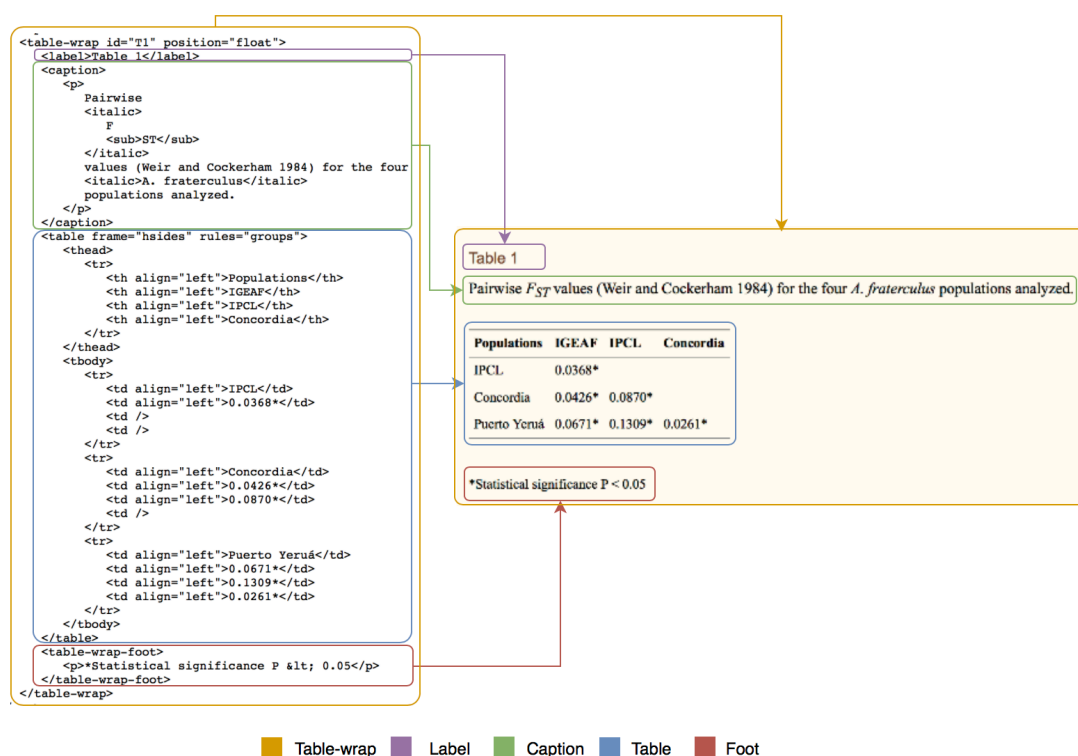 <table-wrap id="T1" position="float">
<label>Table 1</label>
<caption>
<p>
Pairwise
<italic>
F
<sub>ST</sub>
</italic>
values (Weir and Cockerham 1984) for the four
<italic>A. fraterculus</italic>
populations analyzed.
</p>
</caption>
<table frame="hsides" rules="groups">
<thead>
<tr>
<th align="left">Populations</th>
<th align="left">IGEAF</th>
<th align="left">IPCL</th>
<th align="left">Concordia</th>
</tr>
</thead>
<tbody>
<tr>
<td align="left">IPCL</td>
<td align="left">0.0368*</td>
<td />
<td />
</tr>
<tr>
<td align="left">Concordia</td>
<td align="left">0.0426*</td>
<td align="left">0.0870*</td>
<td />
</tr>
<tr>
<td align="left">Puerto Yeruá</td>
<td align="left">0.0671*</td>
<td align="left">0.1309*</td>
<td align="left">0.0261*</td>
</tr>
</tbody>
</table>
<table-wrap-foot>
<p>*Statistical significance P &lt; 0.05</p>
</table-wrap-foot>
</table-wrap>
Table 1
Pairwise FST values (Weir and Cockerham 1984) for the four A. fraterculus populations analyzed.
Populations IGEAF IPCL Concordia
IPCL 0.0368*
Concordia 0.0426* 0.0870*
Puerto Yeruá 0.0671* 0.1309* 0.0261*
*Statistical significance P < 0.05
Table-wrap Label Caption Table Foot